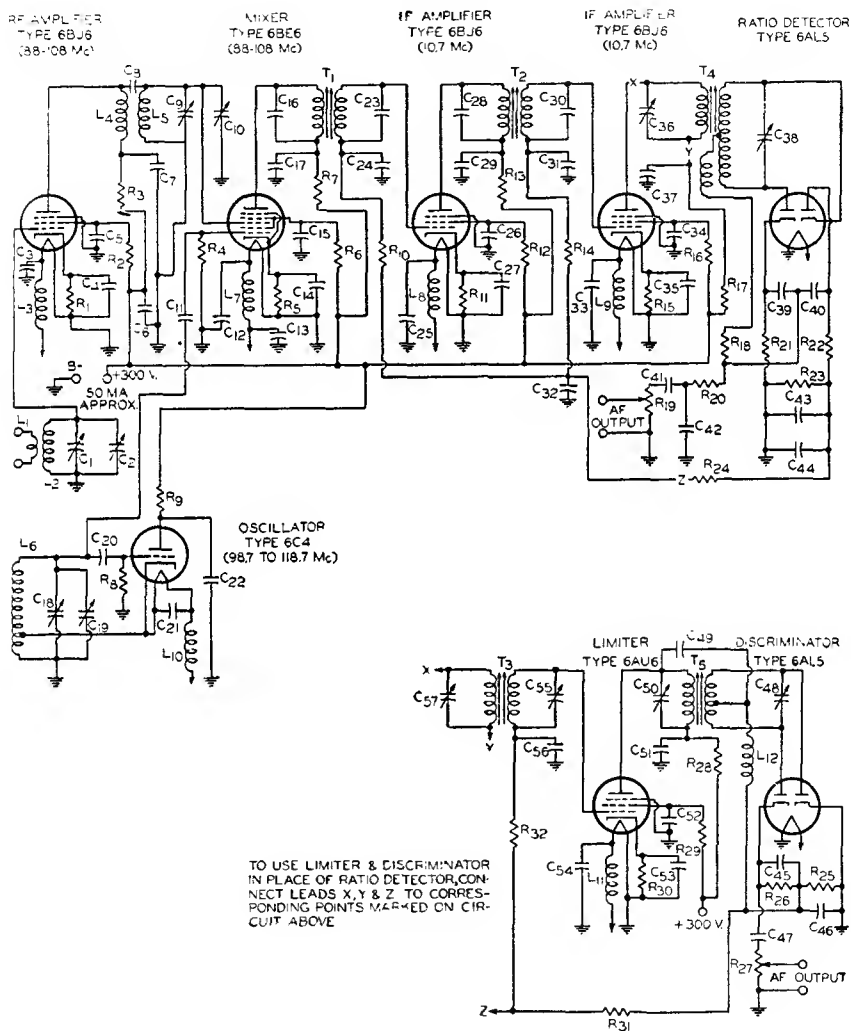 RF AMPLIFIER
TYPE 6BJ6
(88-108 Mc)
MIXER
TYPE 6BE6
(88-108 Mc)
IF AMPLIFIER
TYPE 6BJ6
(10.7 Mc)
IF AMPLIFIER
TYPE 6BJ6
(10.7 Mc)
RATIO DETECTOR
TYPE 6AL5
C8
L4
L5
C9
C10
C7
R3
C3
C5
R2
L3
C4
R1
C6
C11
T1
C16
C23
C17
R7
C24
C15
R4
R6
L7
R5
C14
C12
C13
R10
T2
C28
C30
C29
R13
C31
C26
R12
L8
R11
C27
C25
R14
C32
X
T4
C36
Y
C37
C38
C34
R16
R17
C33
L9
R15
C35
R18
C39
C40
R21
R22
R23
C43
C44
C41
R20
R19
C42
AF
OUTPUT
Z
R24
B-
+300 V.
50 MA
APPROX.
L1
L2
C1
C2
R9
OSCILLATOR
TYPE 6C4
(98.7 TO 118.7 Mc)
L6
C20
R8
C18
C19
C21
L10
C22
LIMITER
TYPE 6AU6
C49
DISCRIMINATOR
TYPE 6AL5
X
T3
C57
Y
C55
C56
C50
T5
C48
C51
R28
L12
R32
C52
R29
C54
L11
C53
R30
+300 V.
C45
R26
R25
C46
C47
R27
AF OUTPUT
Z
R31
TO USE LIMITER & DISCRIMINATOR
IN PLACE OF RATIO DETECTOR, CON-
NECT LEADS X, Y & Z TO CORRES-
PONDING POINTS MARKED ON CIR-
CUIT ABOVE